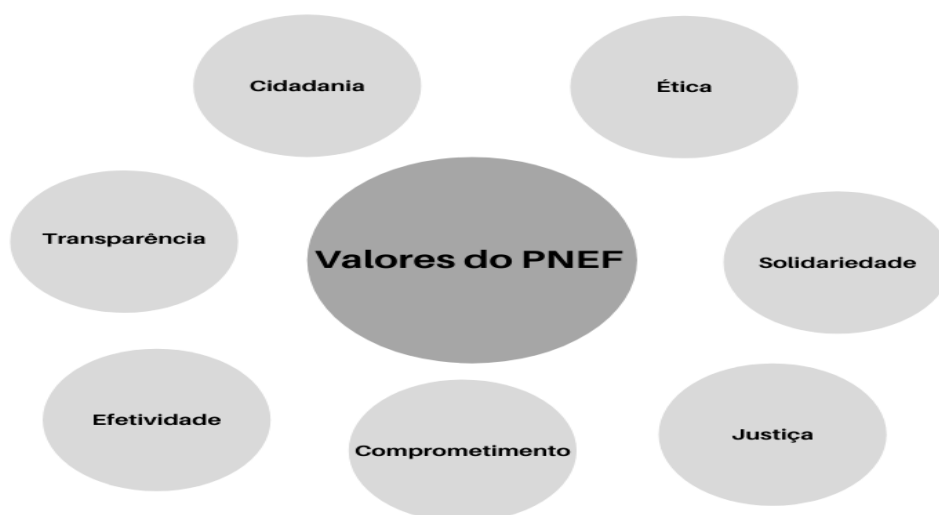 Cidadania
Ética
Transparência
Valores do PNEF
Solidariedade
Efetividade
Comprometimento
Justiça